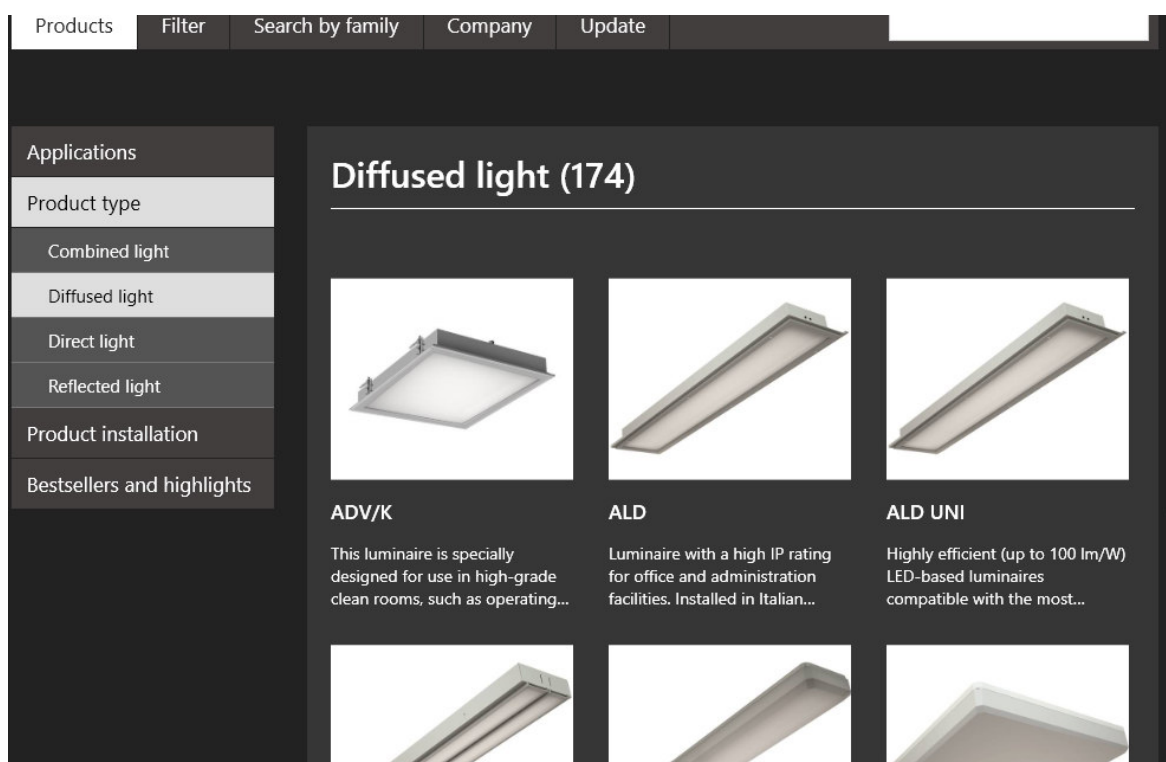 Products Filter Search by family Company Update
Applications
Product type
Combined light
Diffused light
Direct light
Reflected light
Product installation
Bestsellers and highlights
Diffused light (174)
ADV/K
This luminaire is specially
designed for use in high-grade
clean rooms, such as operating...
ALD
Luminaire with a high IP rating
for office and administration
facilities. Installed in Italian...
ALD UNI
Highly efficient (up to 100 lm/W)
LED-based luminaires
compatible with the most...